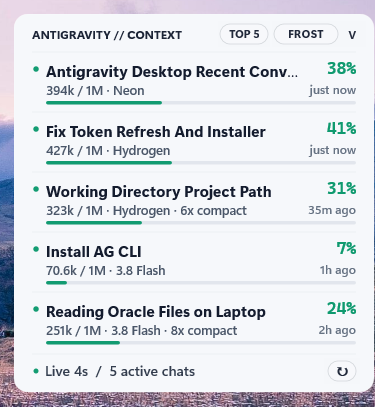 ANTIGRAVITY // CONTEXT TOP 5 FROST V
Antigravity Desktop Recent Conv... 38%
394k / 1M · Neon just now
Fix Token Refresh And Installer 41%
427k / 1M · Hydrogen just now
Working Directory Project Path 31%
323k / 1M · Hydrogen · 6x compact 35m ago
Install AG CLI 7%
70.6k / 1M · 3.8 Flash 1h ago
Reading Oracle Files on Laptop 24%
251k / 1M · 3.8 Flash · 8x compact 2h ago
Live 4s / 5 active chats ↻